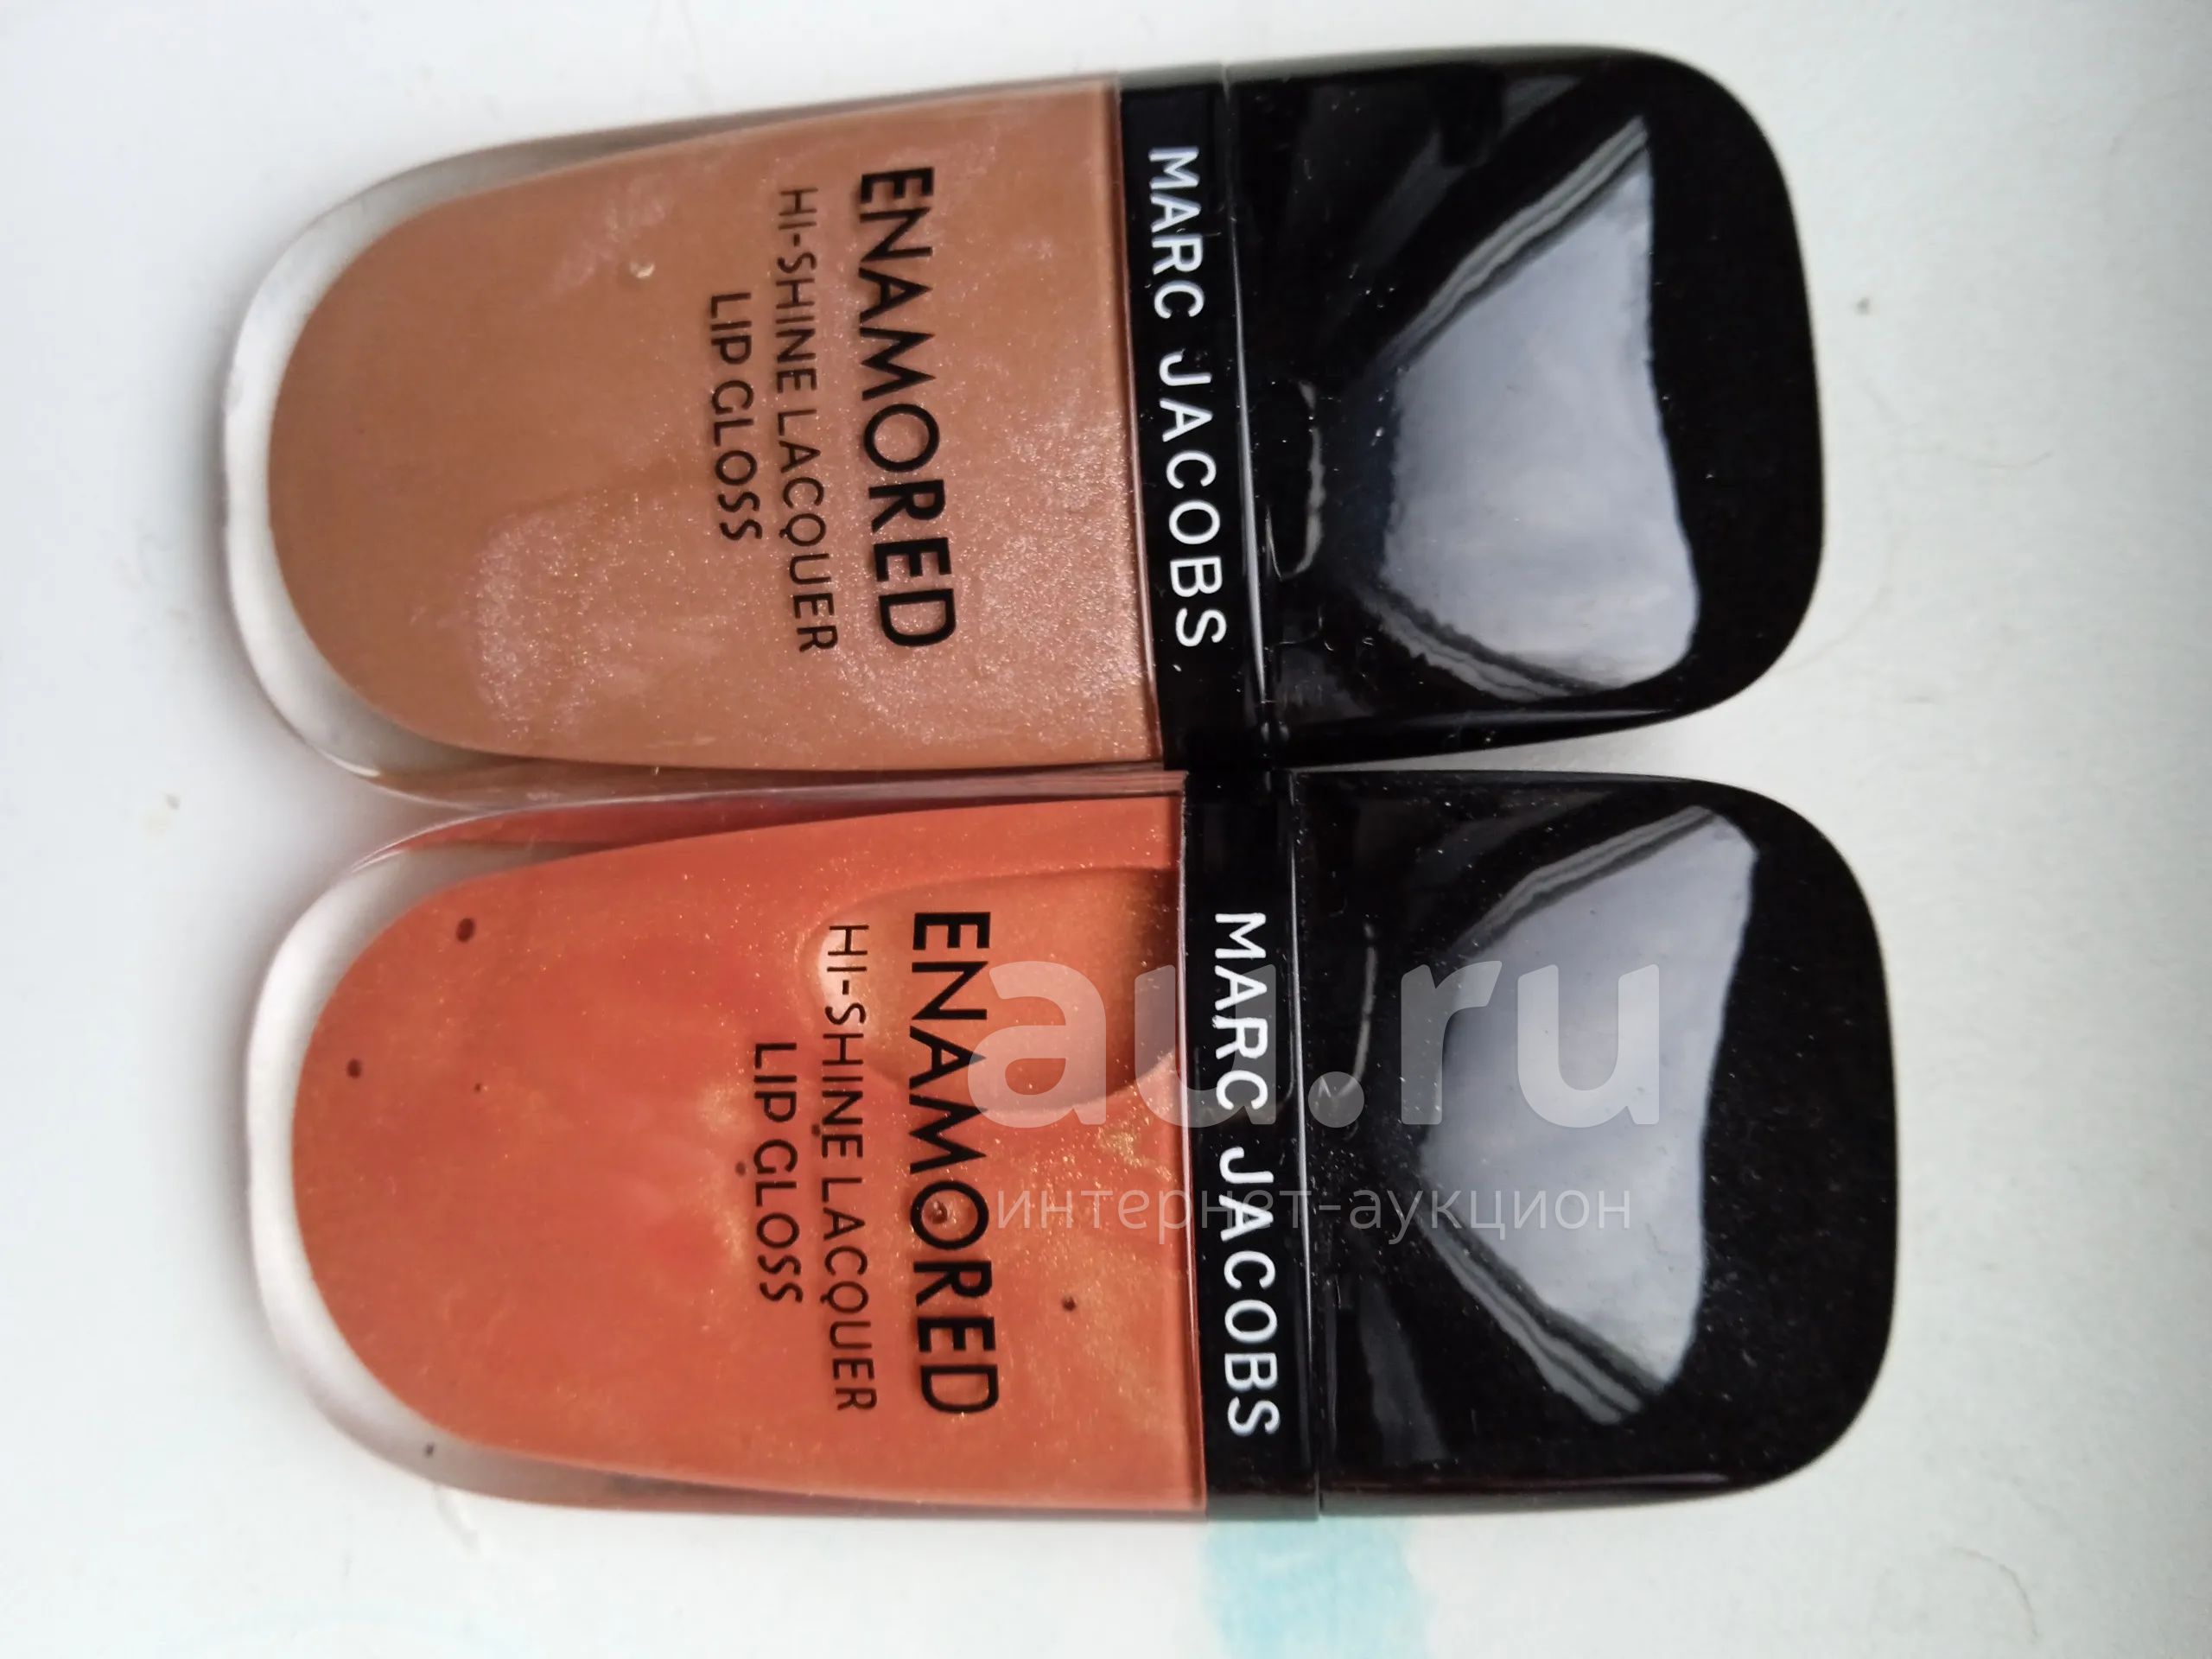 MARC JACOBS
ENAMORED
HI-SHINE LACQUER
LIP GLOSS
MARC JACOBS
ENAMORED
HI-SHINE LACQUER
LIP GLOSS
au.ru
интернет-аукцион